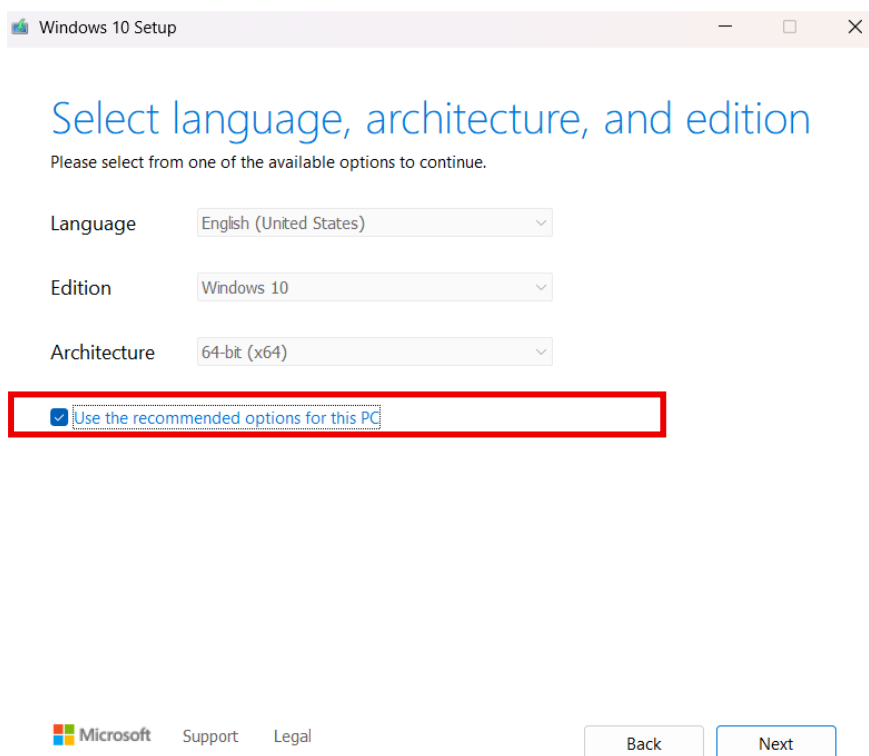 Windows 10 Setup
Select language, architecture, and edition
Please select from one of the available options to continue.
Language English (United States)
Edition Windows 10
Architecture 64-bit (x64)
Use the recommended options for this PC
Microsoft Support Legal Back Next